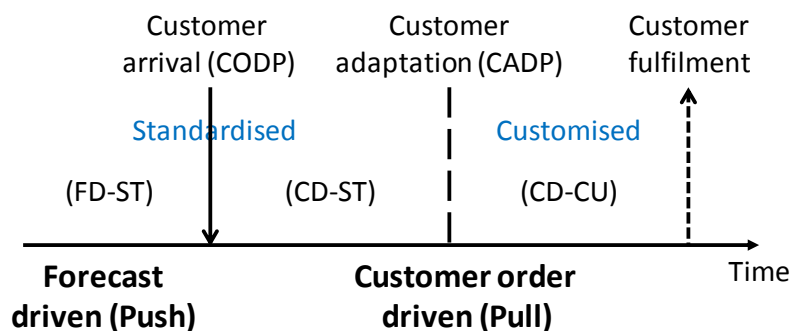 Customer
arrival (CODP)
Customer
adaptation (CADP)
Customer
fulfilment
Standardised
Customised
(FD-ST)
(CD-ST)
(CD-CU)
Forecast
driven (Push)
Customer order
driven (Pull)
Time